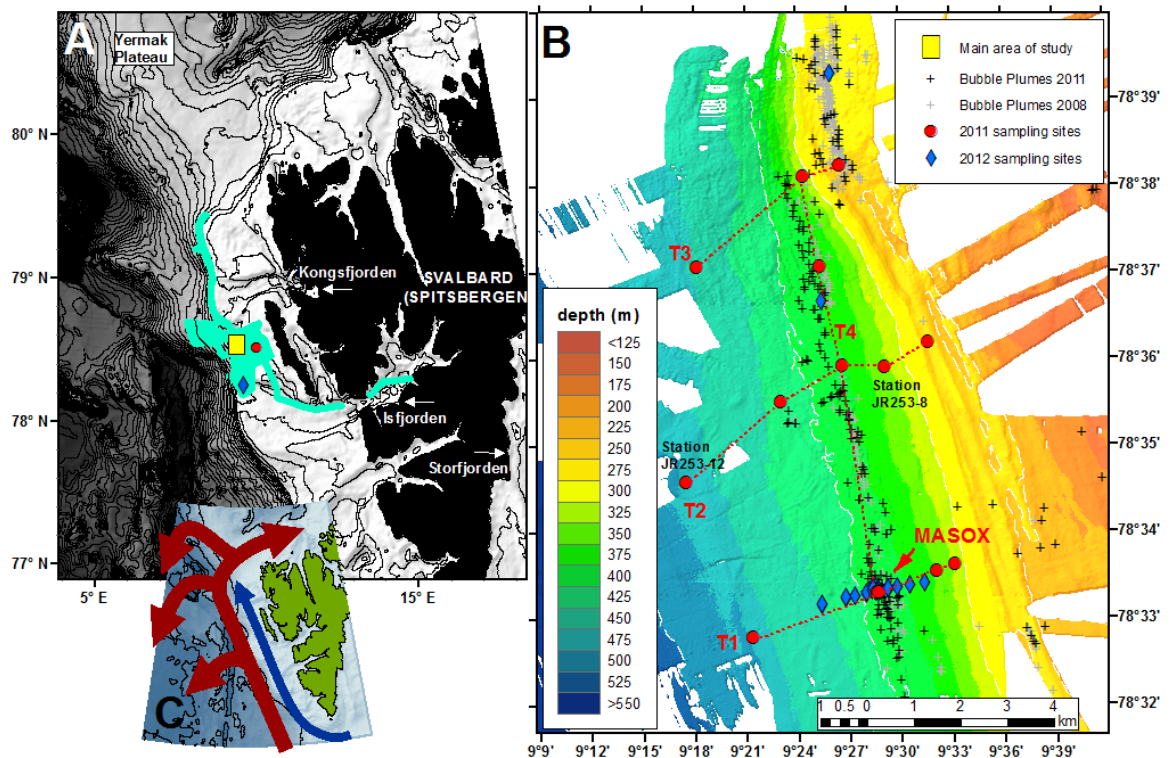 A
Yermak
Plateau
80° N
79° N
78° N
77° N
5° E
15° E
Kongsfjorden
SVALBARD
(SPITSBERGEN
Isfjorden
Storfjorden
C
B
Main area of study
Bubble Plumes 2011
Bubble Plumes 2008
2011 sampling sites
2012 sampling sites
78°39'
78°38'
78°37'
78°36'
78°35'
78°34'
78°33'
78°32'
T3
T4
Station
JR253-8
Station
JR253-12
T2
MASOX
T1
depth (m)
<125
150
175
200
225
250
275
300
325
350
375
400
425
450
475
500
525
>550
1 0.5 0 1 2 3 4
km
9°9' 9°15' 9°18' 9°21' 9°24' 9°27' 9°30' 9°33' 9°39'